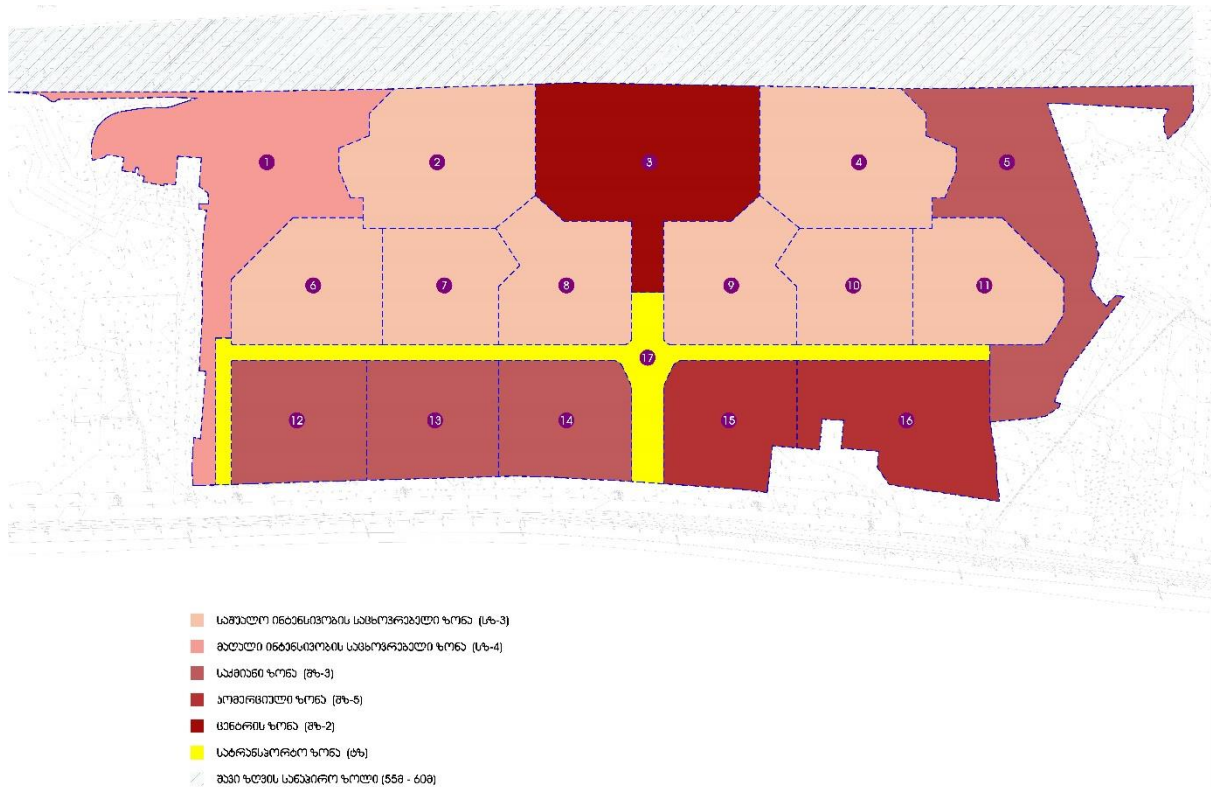 1
2
3
4
5
6
7
8
9
10
11
17
12
13
14
15
16
საშუალო ინტენსივობის საცხოვრებელი ზონა (სზ-3)
მაღალი ინტენსივობის საცხოვრებელი ზონა (სზ-4)
საქმიანი ზონა (შზ-3)
კომერციული ზონა (შზ-5)
ცენტრის ზონა (შზ-2)
სატრანსპორტო ზონა (ტზ)
შავი ზღვის სანაპირო ზოლი (55მ - 60მ)